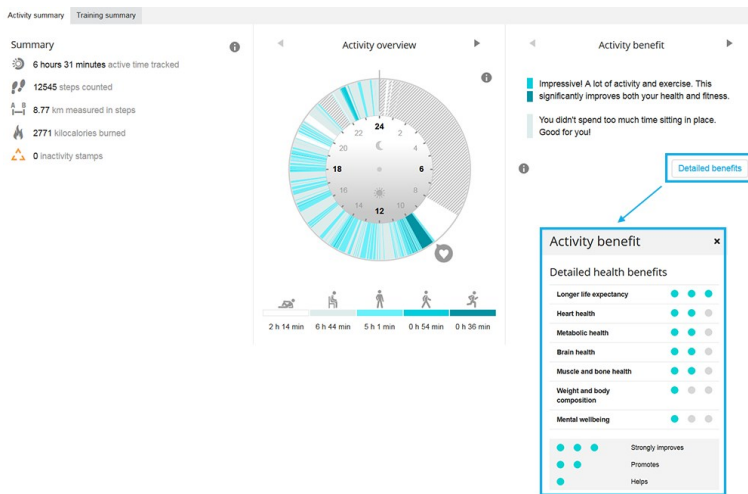 Activity summary
Training summary
Summary
6 hours 31 minutes active time tracked
12545 steps counted
A B
8.77 km measured in steps
2771 kilocalories burned
0 inactivity stamps
Activity overview
24
2
4
6
8
10
12
14
16
18
20
22
2 h 14 min
6 h 44 min
5 h 1 min
0 h 54 min
0 h 36 min
Activity benefit
Impressive! A lot of activity and exercise. This
significantly improves both your health and fitness.
You didn't spend too much time sitting in place.
Good for you!
Detailed benefits
Activity benefit
×
Detailed health benefits
Longer life expectancy
Heart health
Metabolic health
Brain health
Muscle and bone health
Weight and body
composition
Mental wellbeing
Strongly improves
Promotes
Helps